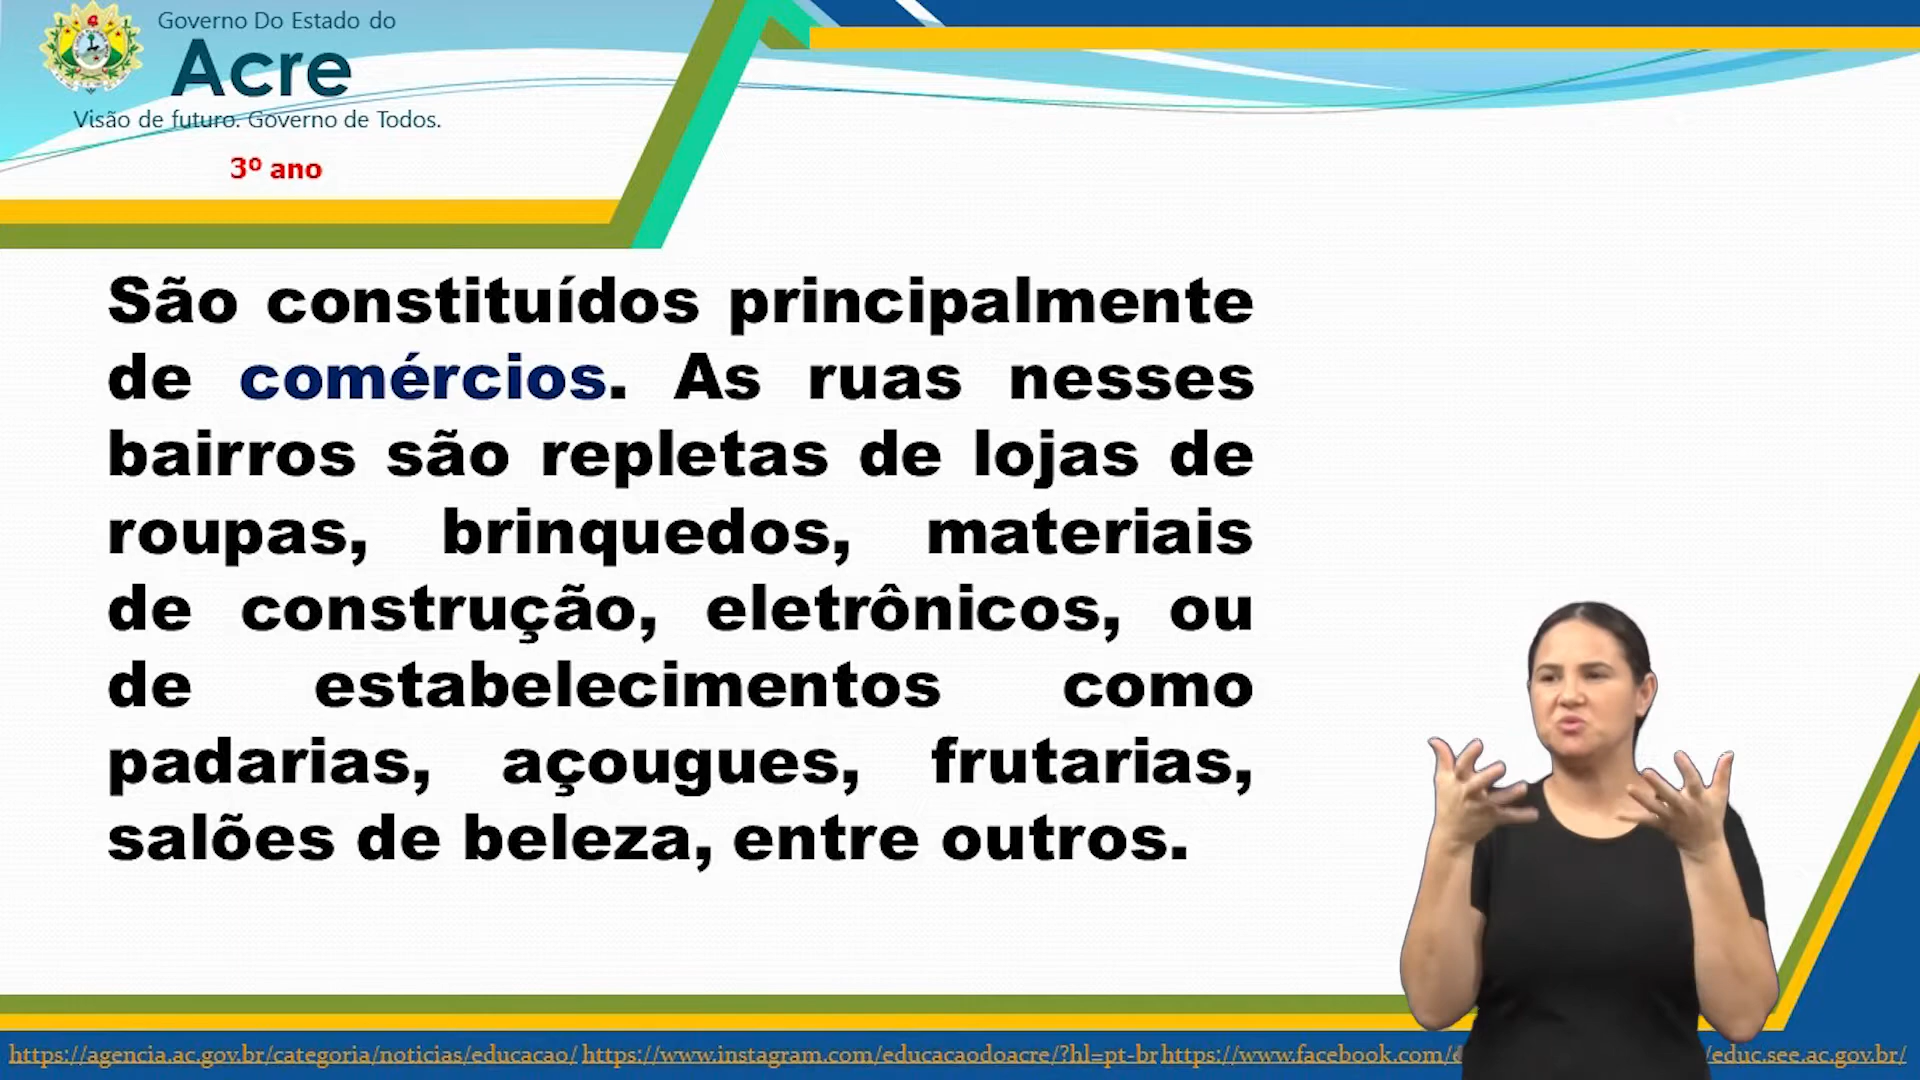 Governo Do Estado do
Acre
Visão de futuro. Governo de Todos.
3º ano
São constituídos principalmente
de comércios. As ruas nesses
bairros são repletas de lojas de
roupas, brinquedos, materiais
de construção, eletrônicos, ou
de estabelecimentos como
padarias, açougues, frutarias,
salões de beleza, entre outros.
https://agencia.ac.gov.br/categoria/noticias/educacao/ https://www.instagram.com/educacaodoacre/?hl=pt-br https://www.facebook.com/ /educ.see.ac.gov.br/